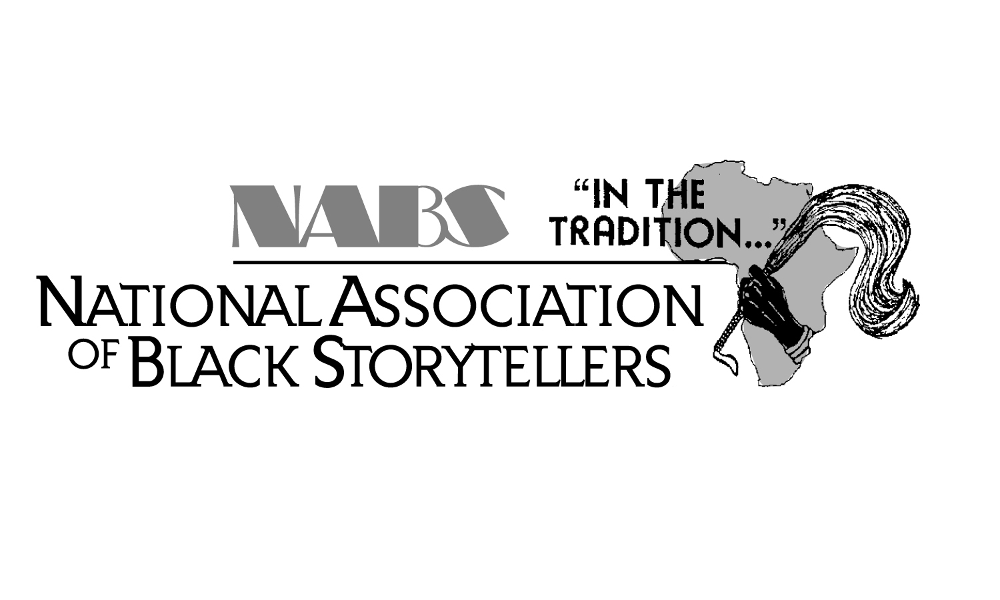 NABS
“IN THE
TRADITION...”
NATIONAL ASSOCIATION
OF BLACK STORYTELLERS